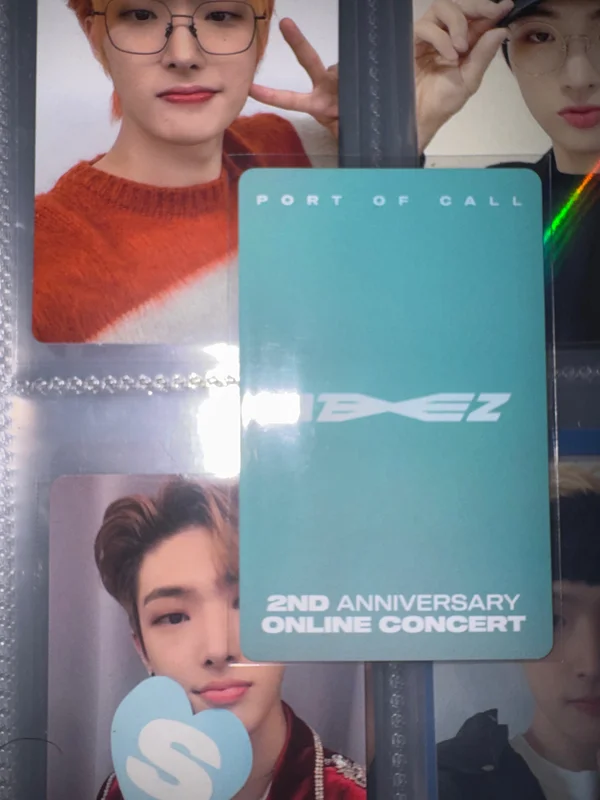 PORT OF CALL
ATEEZ
2ND ANNIVERSARY
ONLINE CONCERT
S